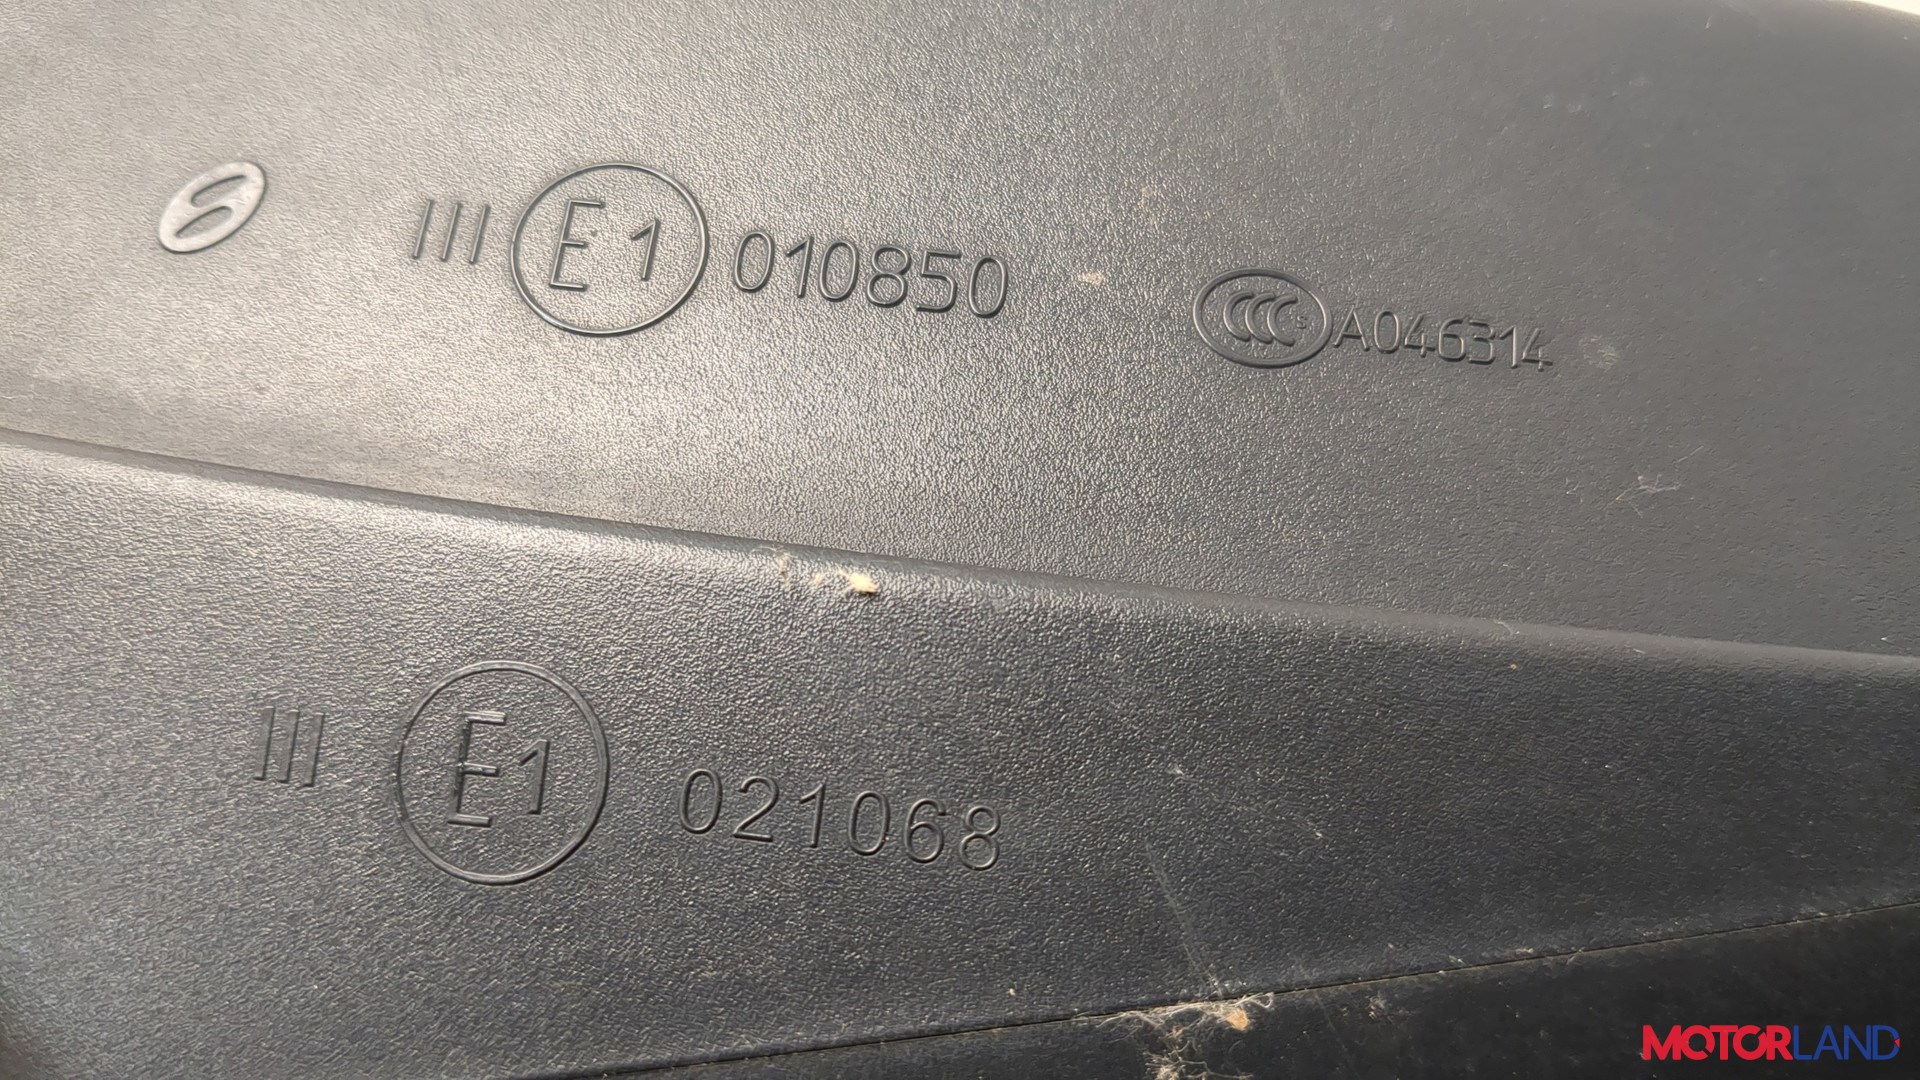 III E1 010850
CCC S A046314
III E1 021068
MOTORLAND